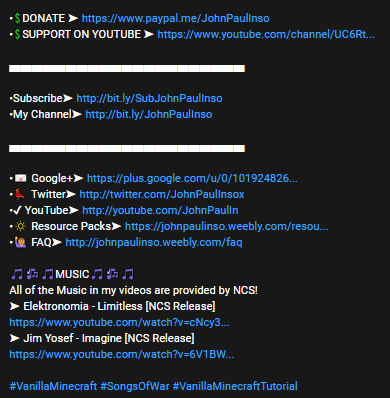 •💲DONATE ➤ https://www.paypal.me/JohnPaulInso
•💲SUPPORT ON YOUTUBE ➤ https://www.youtube.com/channel/UC6Rt...
•Subscribe➤ http://bit.ly/SubJohnPaulInso
•My Channel➤ http://bit.ly/JohnPaulInso
•📧 Google+➤ https://plus.google.com/u/0/101924826...
•🐦 Twitter➤ http://twitter.com/JohnPaulInsox
•✔ YouTube➤ http://youtube.com/JohnPaulIn
•🔅 Resource Packs➤ https://johnpaulinso.weebly.com/resou...
•🙋 FAQ➤ http://johnpaulinso.weebly.com/faq
🎵🎶🎵MUSIC🎵🎶🎵
All of the Music in my videos are provided by NCS!
➤ Elektronomia - Limitless [NCS Release]
https://www.youtube.com/watch?v=cNcy3...
➤ Jim Yosef - Imagine [NCS Release]
https://www.youtube.com/watch?v=6V1BW...
#VanillaMinecraft #SongsOfWar #VanillaMinecraftTutorial